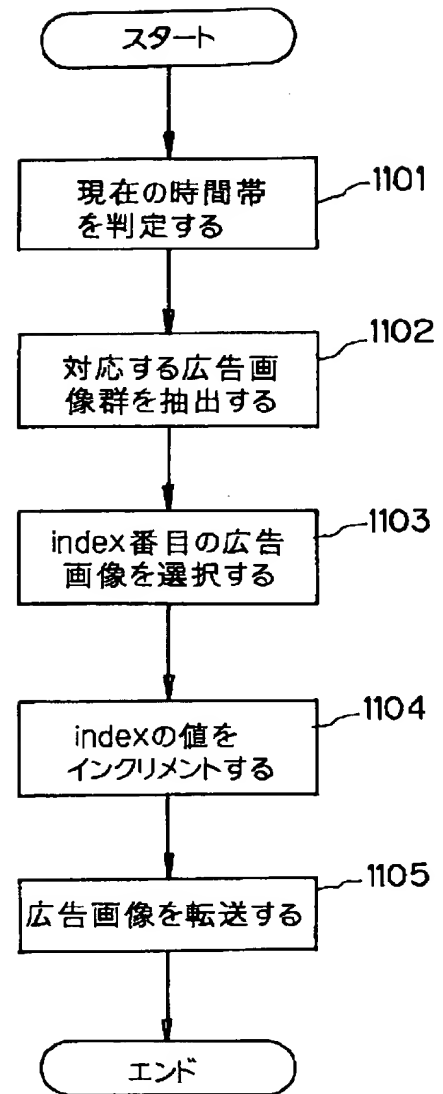 スタート
現在の時間帯
を判定する
1101
対応する広告画
像群を抽出する
1102
index番目の広告
画像を選択する
1103
indexの値を
インクリメントする
1104
広告画像を転送する
1105
エンド